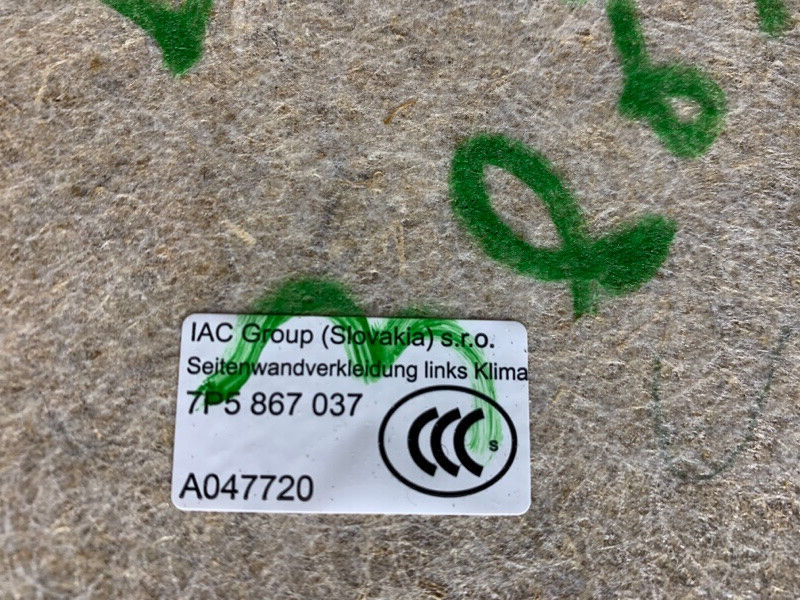 IAC Group (Slovakia) s.r.o.
Seitenwandverkleidung links Klima
7P5 867 037
CCC s
A047720